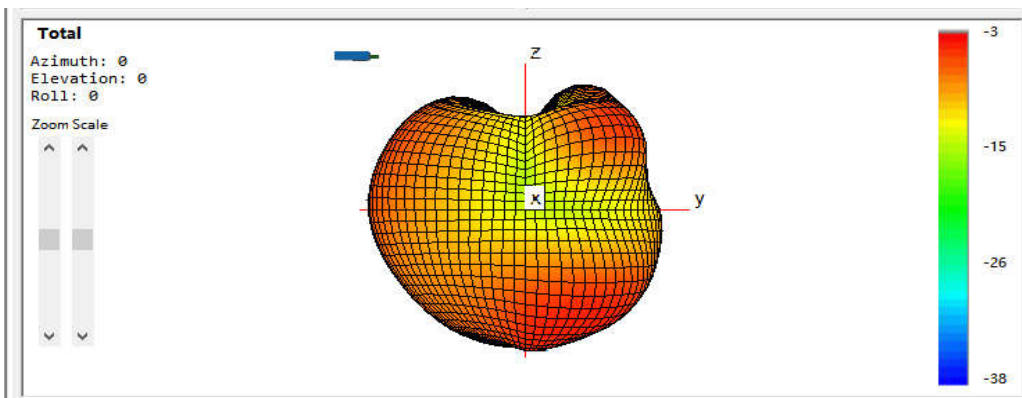 Total
Azimuth: 0
Elevation: 0
Roll: 0
Zoom Scale
z
x
y
-3
-15
-26
-38